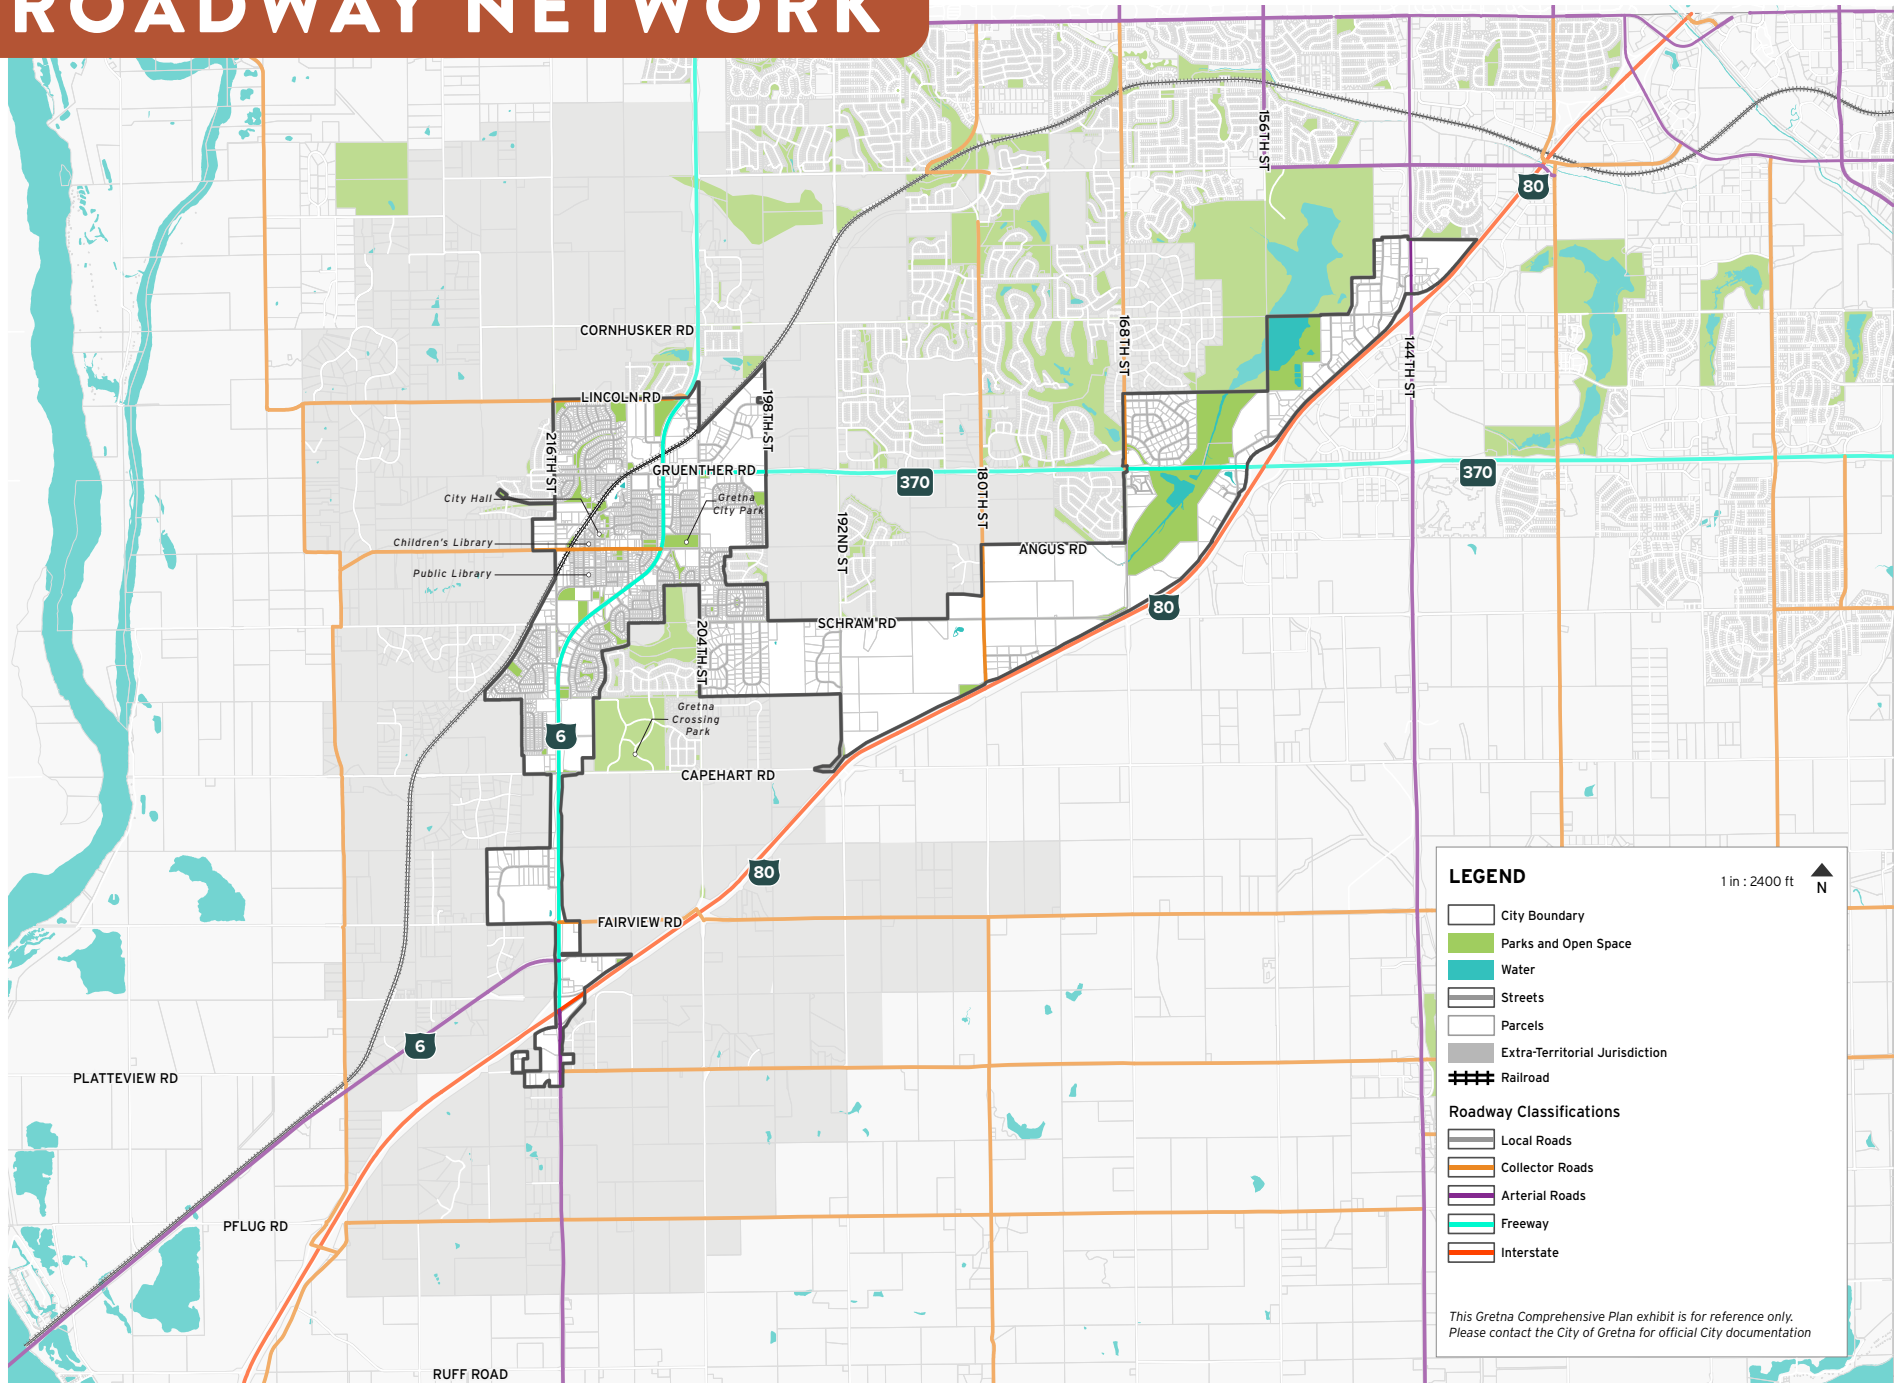 ROADWAY NETWORK
156TH ST
80
CORNHUSKER RD
168TH ST
144TH ST
LINCOLN RD
198TH ST
216TH ST
GRUENTHER RD
370
370
180TH ST
City Hall
Gretna
City Park
192ND ST
Children's Library
ANGUS RD
Public Library
80
SCHRAM RD
204TH ST
Gretna
Crossing
Park
6
CAPEHART RD
80
FAIRVIEW RD
6
PLATTEVIEW RD
PFLUG RD
RUFF ROAD
LEGEND
1 in : 2400 ft
N
City Boundary
Parks and Open Space
Water
Streets
Parcels
Extra-Territorial Jurisdiction
Railroad
Roadway Classifications
Local Roads
Collector Roads
Arterial Roads
Freeway
Interstate
This Gretna Comprehensive Plan exhibit is for reference only.
Please contact the City of Gretna for official City documentation